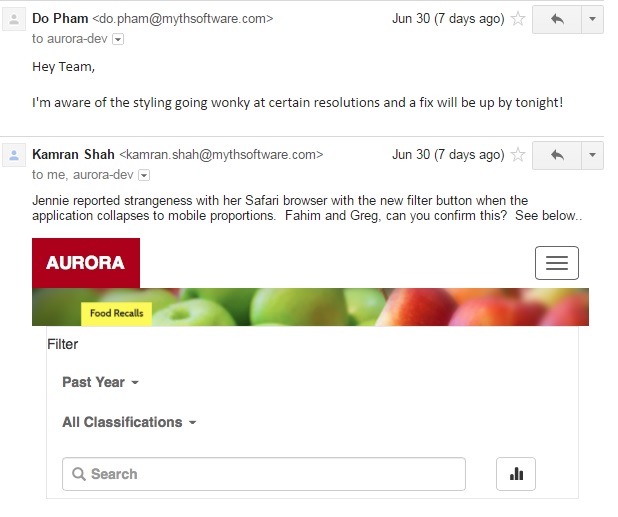 Do Pham <do.pham@mythsoftware.com> Jun 30 (7 days ago)
to aurora-dev
Hey Team,
I'm aware of the styling going wonky at certain resolutions and a fix will be up by tonight!
Kamran Shah <kamran.shah@mythsoftware.com> Jun 30 (7 days ago)
to me, aurora-dev
Jennie reported strangeness with her Safari browser with the new filter button when the
application collapses to mobile proportions.  Fahim and Greg, can you confirm this?  See below..
AURORA
Food Recalls
Filter
Past Year
All Classifications
Search